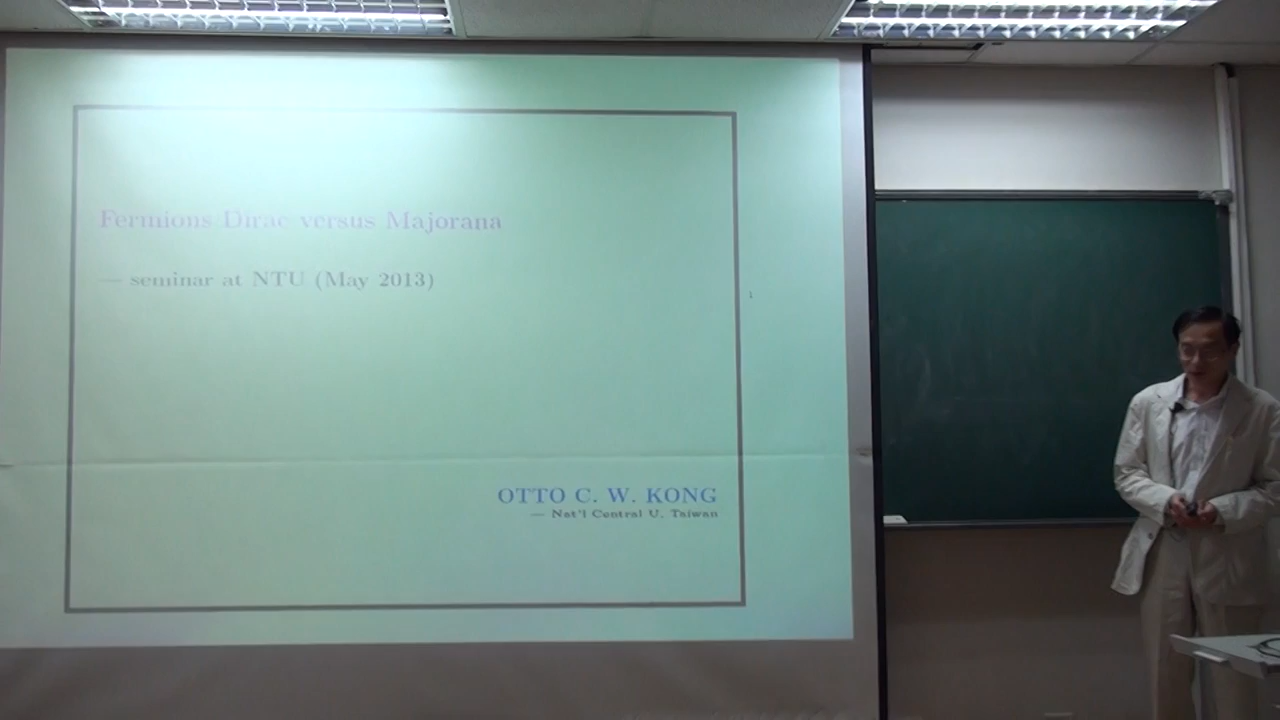 Fermions Dirac versus Majorana
— seminar at NTU (May 2013)
OTTO C. W. KONG
— Nat'l Central U. Taiwan